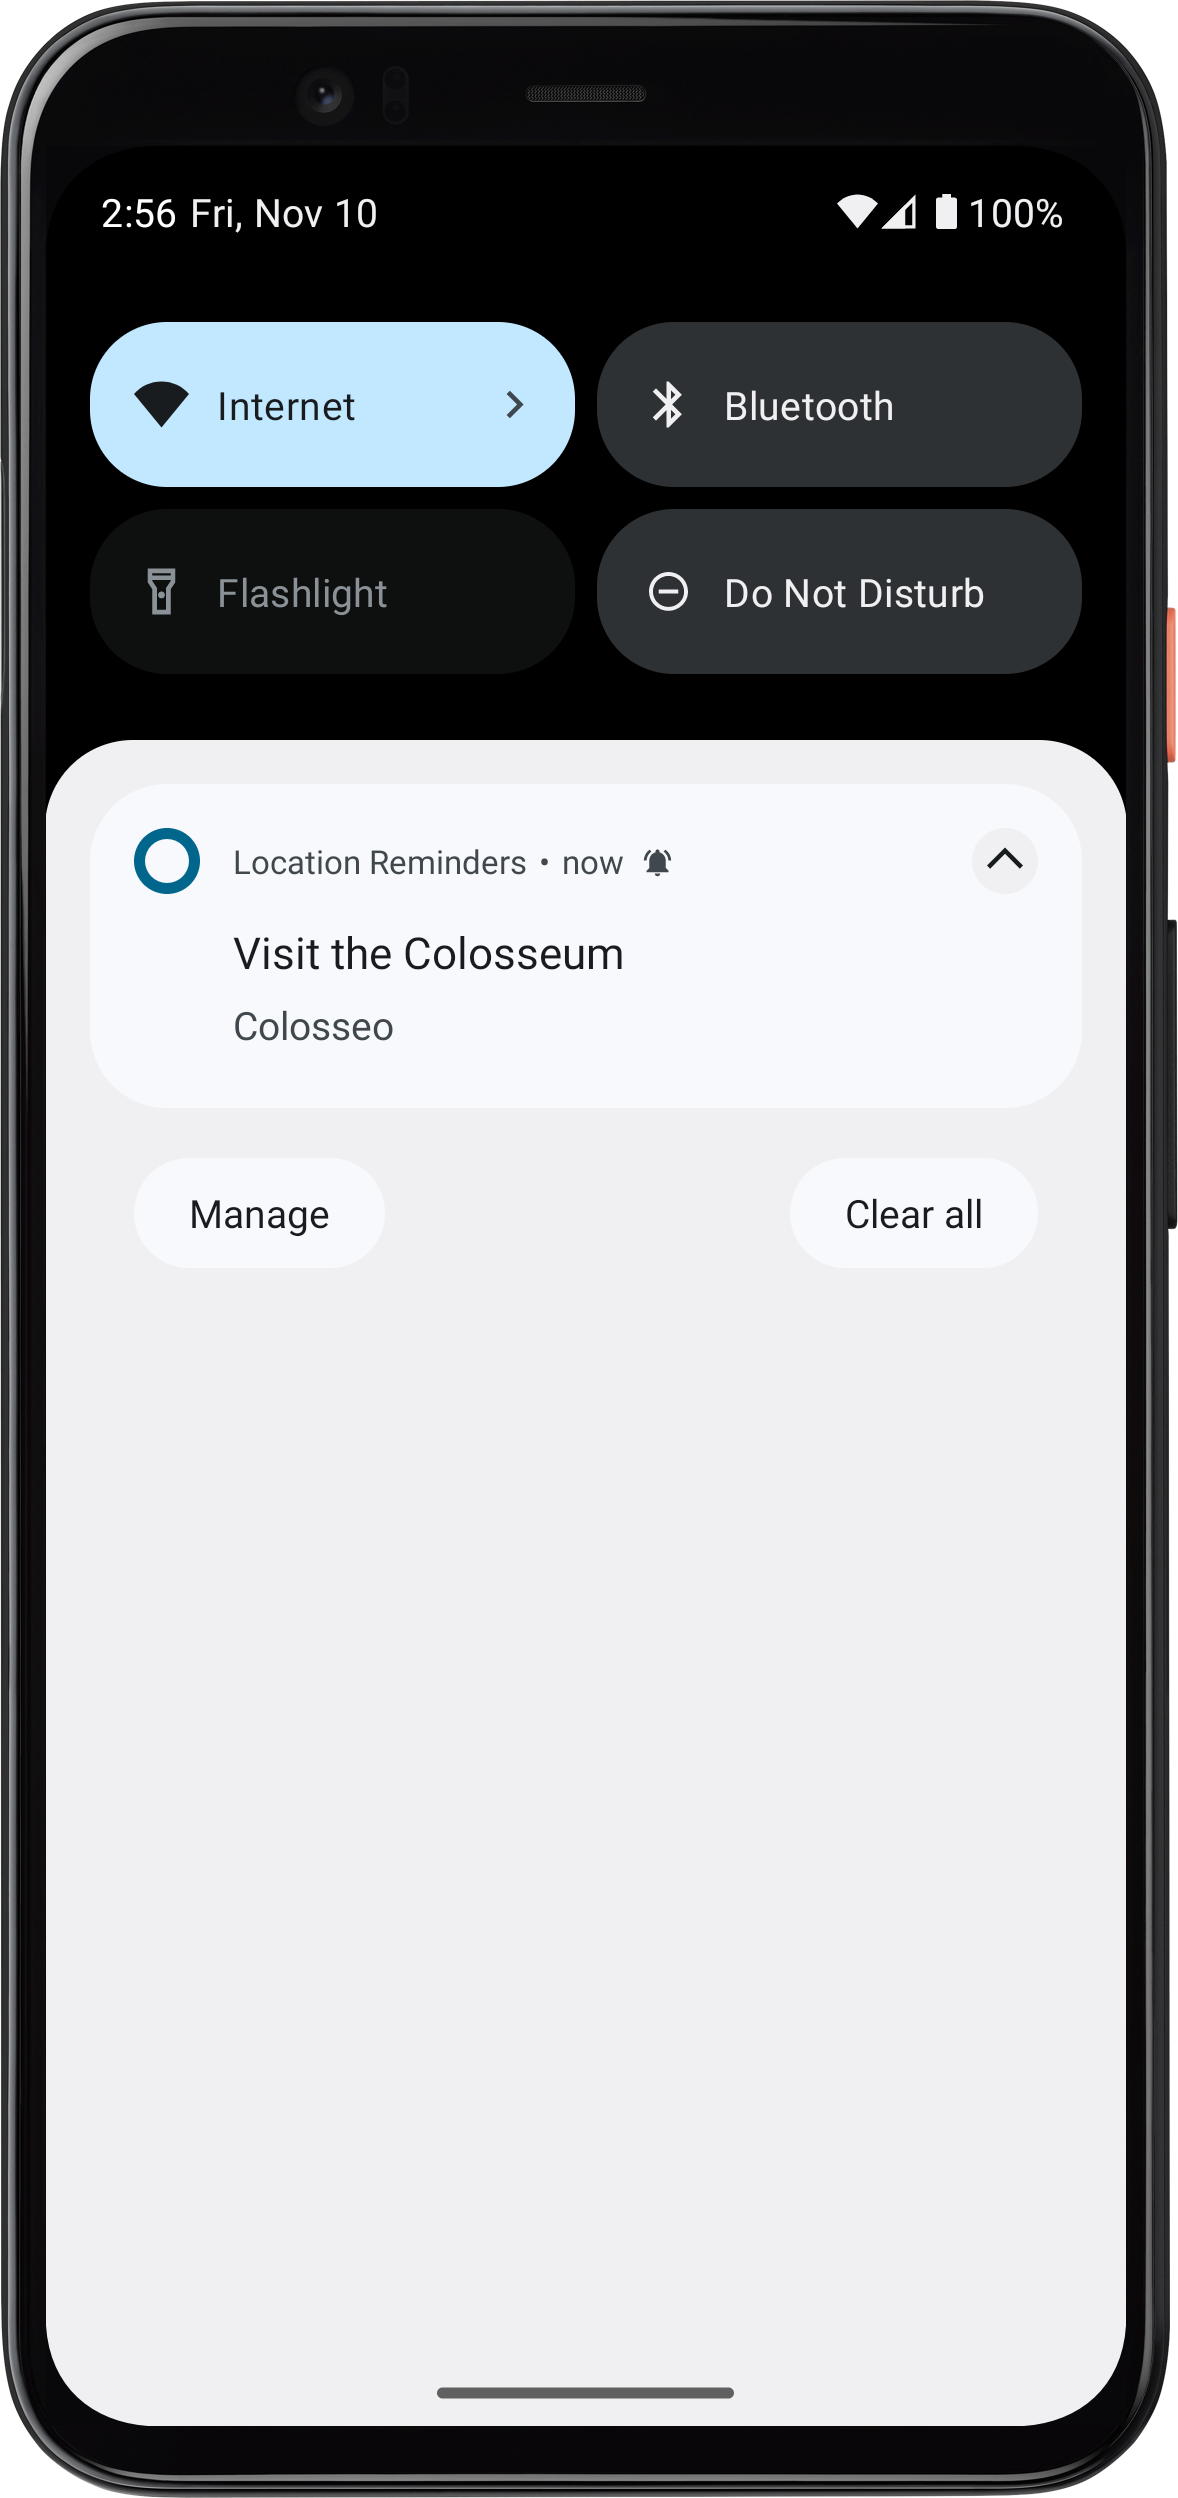 2:56 Fri, Nov 10 100%
Internet Bluetooth
Flashlight Do Not Disturb
Location Reminders • now
Visit the Colosseum
Colosseo
Manage Clear all